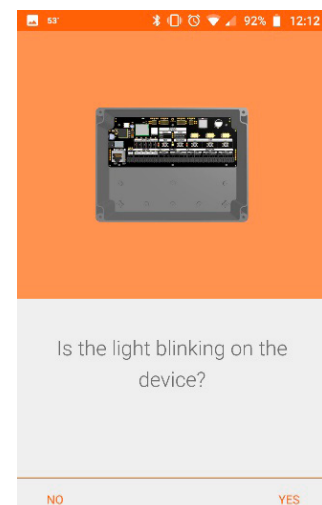 53° 92% 12:12
Is the light blinking on the
device?
NO YES